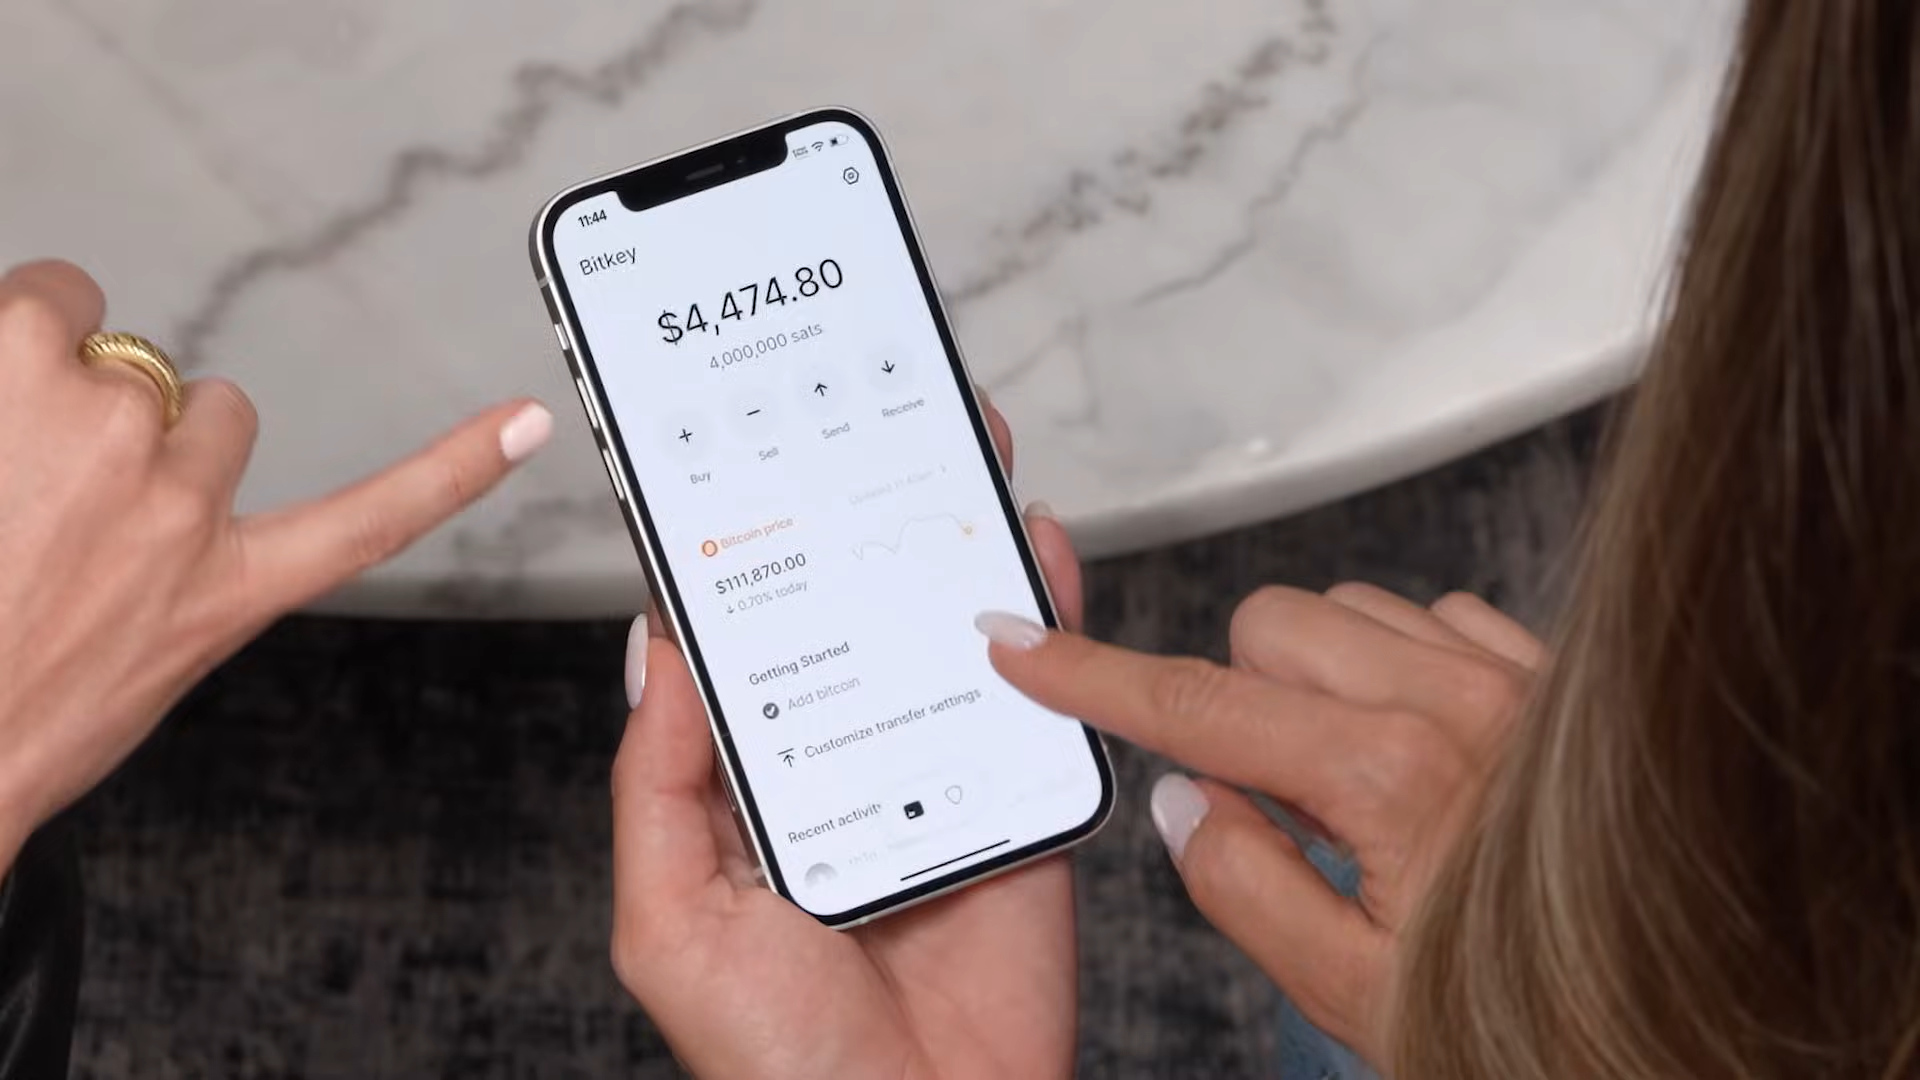 11:44
Bitkey
$4,474.80
4,000,000 sats
Buy
Sell
Send
Receive
Updated
Bitcoin price
$111,870.00
0.70% today
Getting Started
Add bitcoin
Customize transfer settings
Recent activity